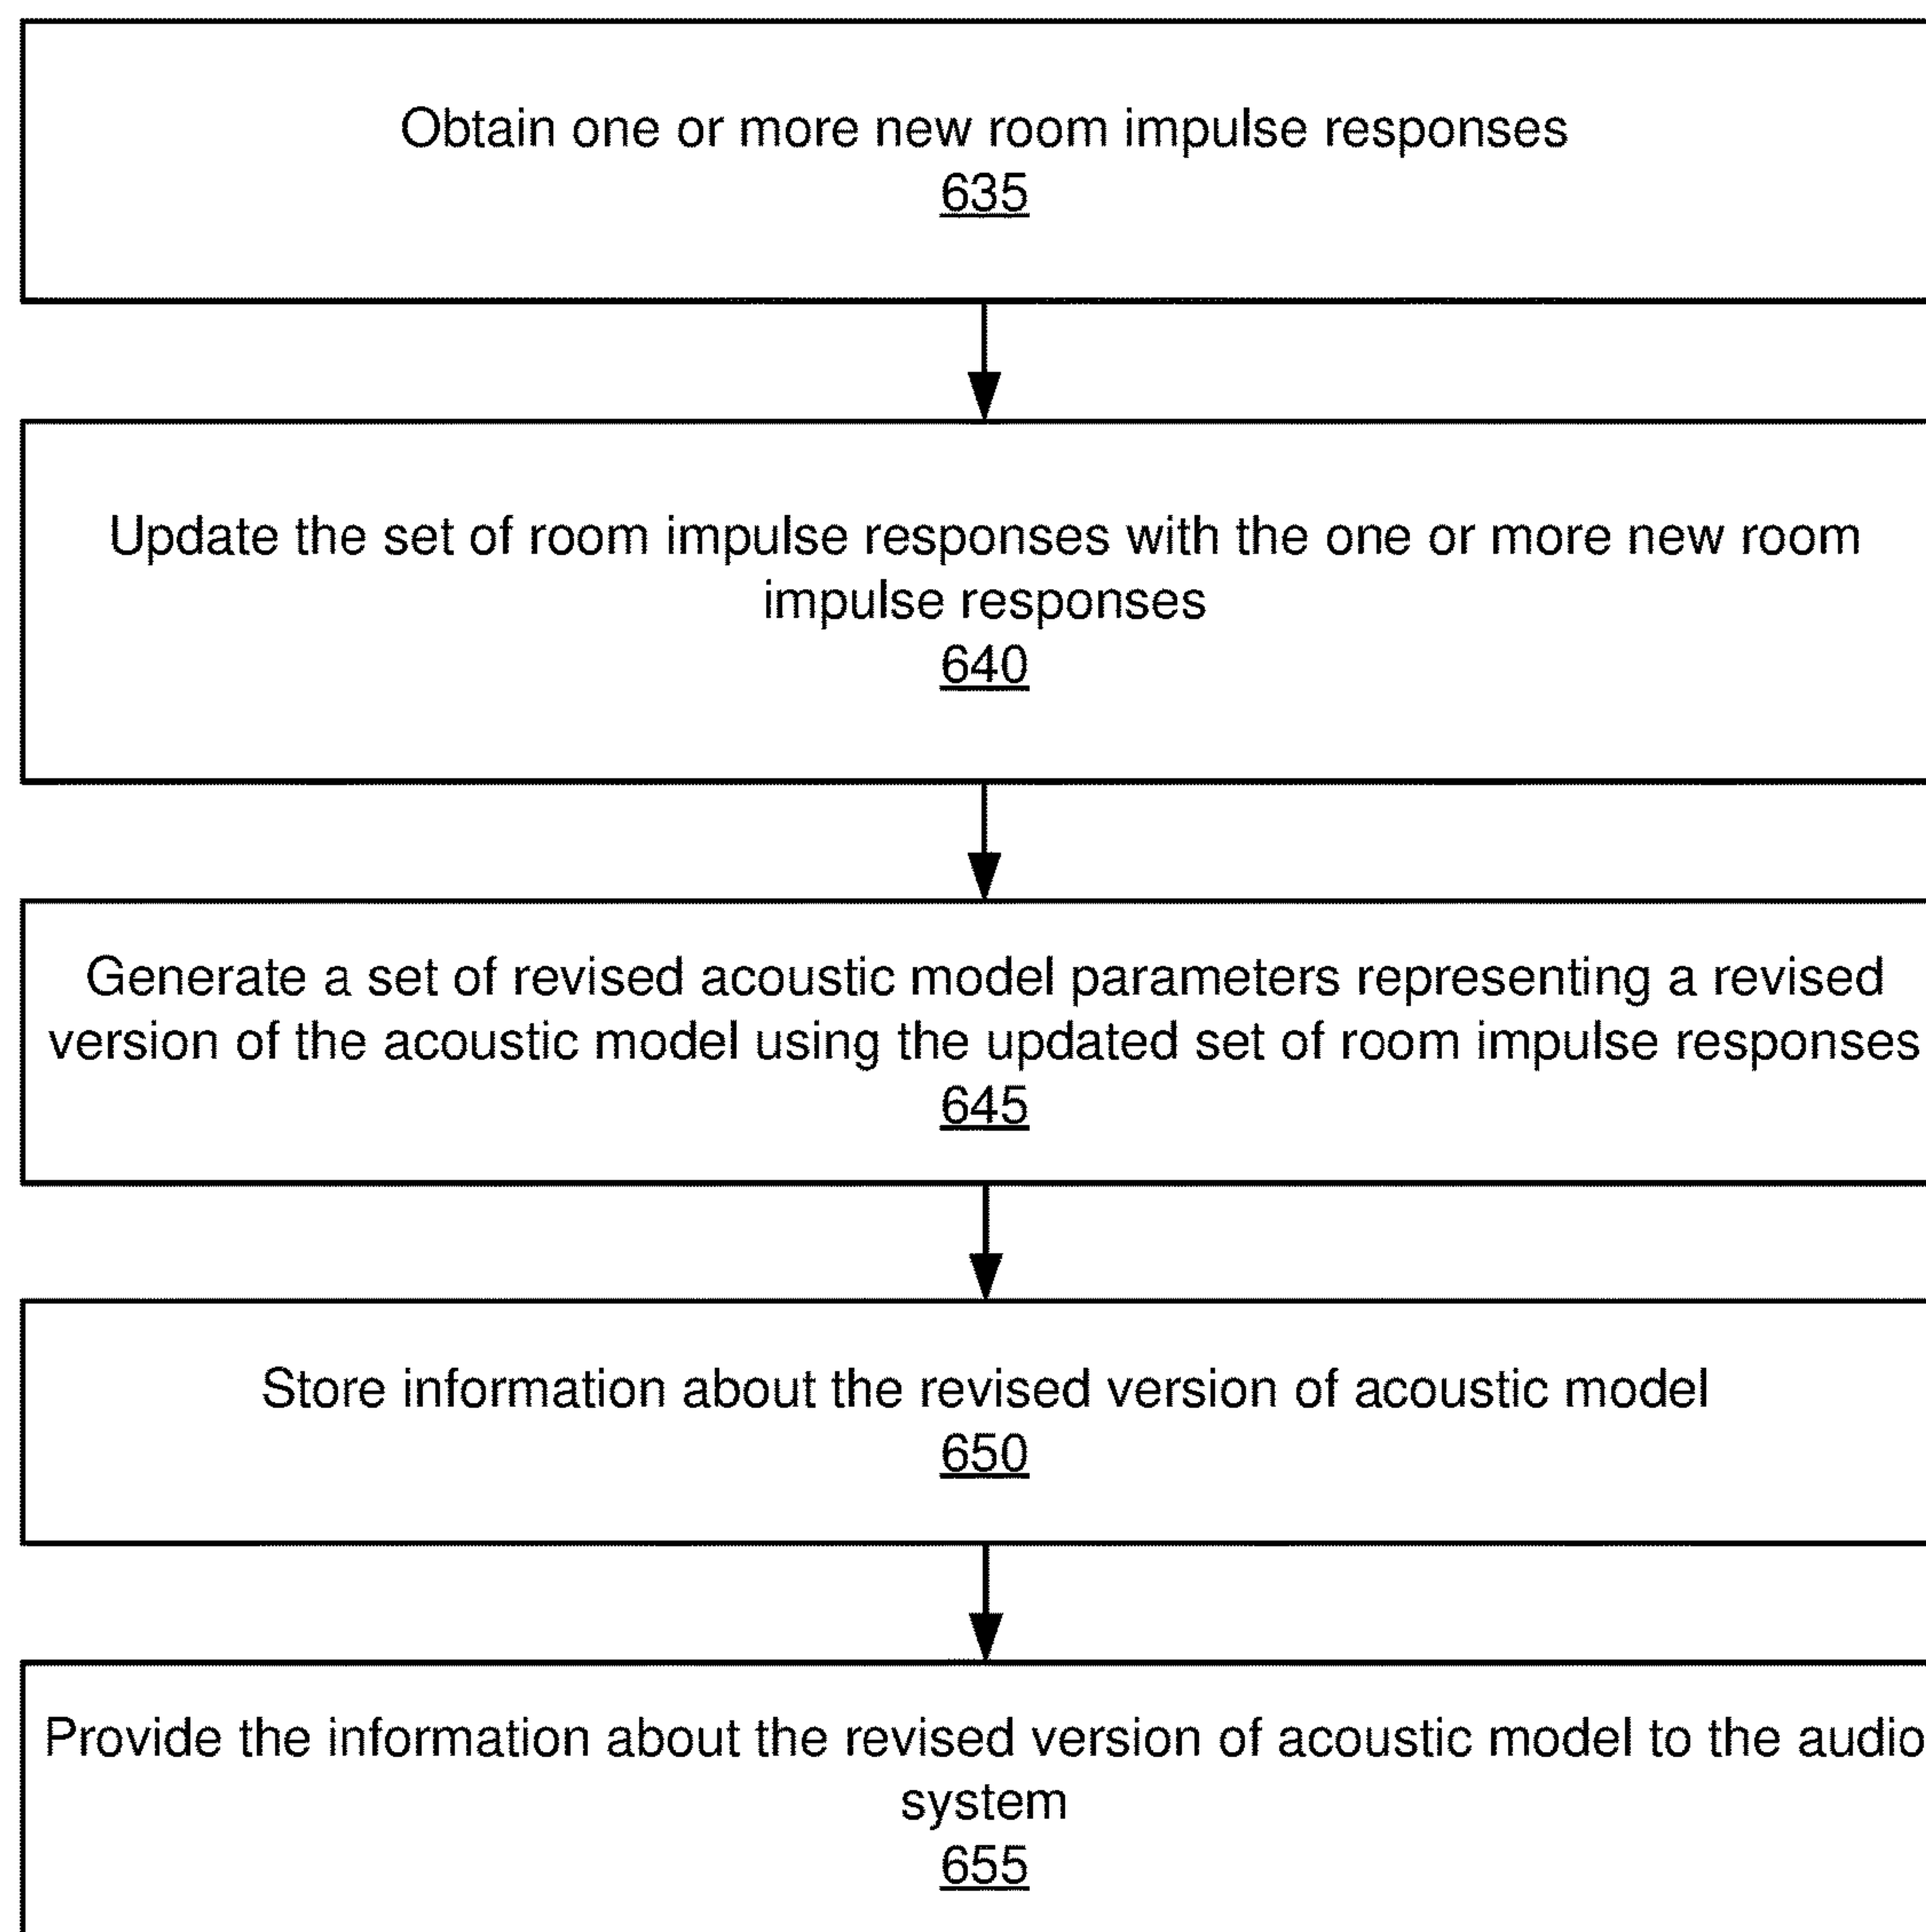 Obtain one or more new room impulse responses
635
Update the set of room impulse responses with the one or more new room
impulse responses
640
Generate a set of revised acoustic model parameters representing a revised
version of the acoustic model using the updated set of room impulse responses
645
Store information about the revised version of acoustic model
650
Provide the information about the revised version of acoustic model to the audio
system
655